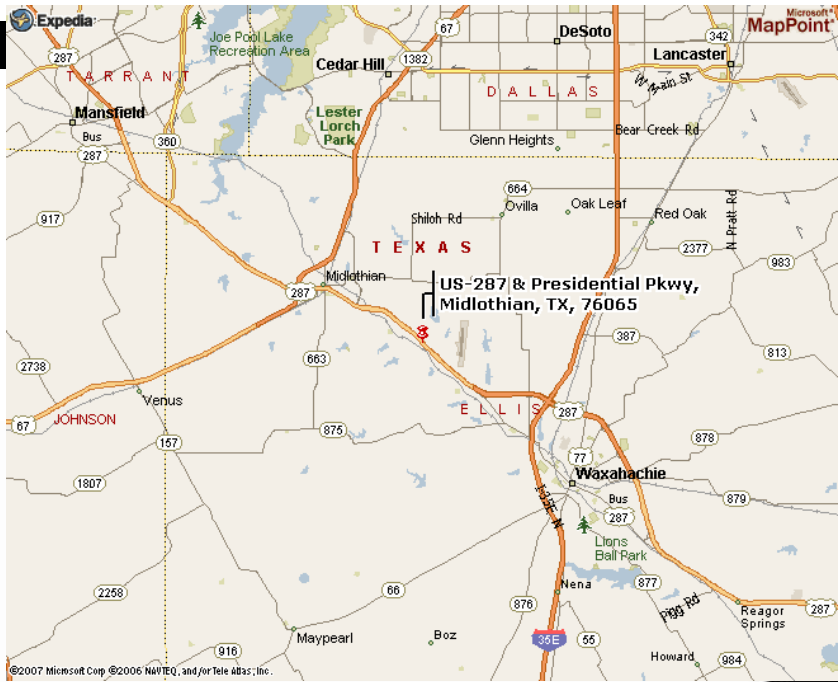 Expedia
Microsoft®
MapPoint®
Joe Pool Lake
Recreation Area
67
DeSoto
342
Lancaster
287
TARRANT
Cedar Hill
1382
W Main St
DALLAS
Mansfield
Lester
Lorch
Park
Bear Creek Rd
Bus
287
360
Glenn Heights
664
Ovilla
Oak Leaf
Red Oak
N Pratt Rd
917
Shiloh Rd
TEXAS
2377
983
Midlothian
287
US-287 & Presidential Pkwy,
Midlothian, TX, 76065
3
387
663
813
2738
Venus
ELLIS
287
67
JOHNSON
157
875
878
77
Waxahachie
1807
I-35E N
Bus
287
879
Lions
Ball Park
2258
66
Nena
877
876
Pigg Rd
Reagor
Springs
287
Maypearl
Boz
35E
55
916
Howard
984
©2007 Microsoft Corp ©2006 NAVTEQ, and/or Tele Atlas, Inc.